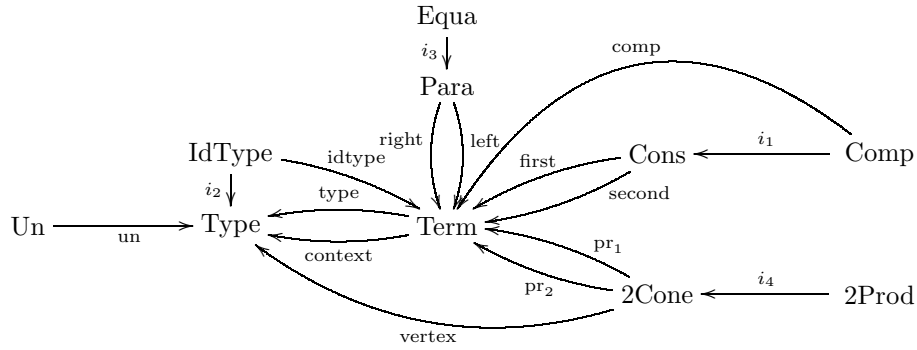 Equa
i₃
comp
Para
right
left
IdType
idtype
first
Cons
i₁
Comp
i₂
type
second
Un
un
Type
Term
context
pr₁
pr₂
2Cone
i₄
2Prod
vertex